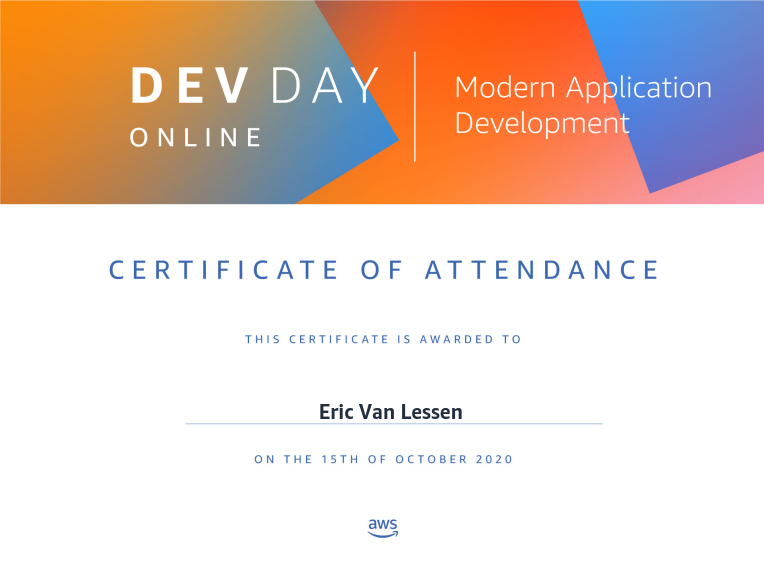 DEV DAY
ONLINE
Modern Application
Development
CERTIFICATE OF ATTENDANCE
THIS CERTIFICATE IS AWARDED TO
Eric Van Lessen
ON THE 15TH OF OCTOBER 2020
aws